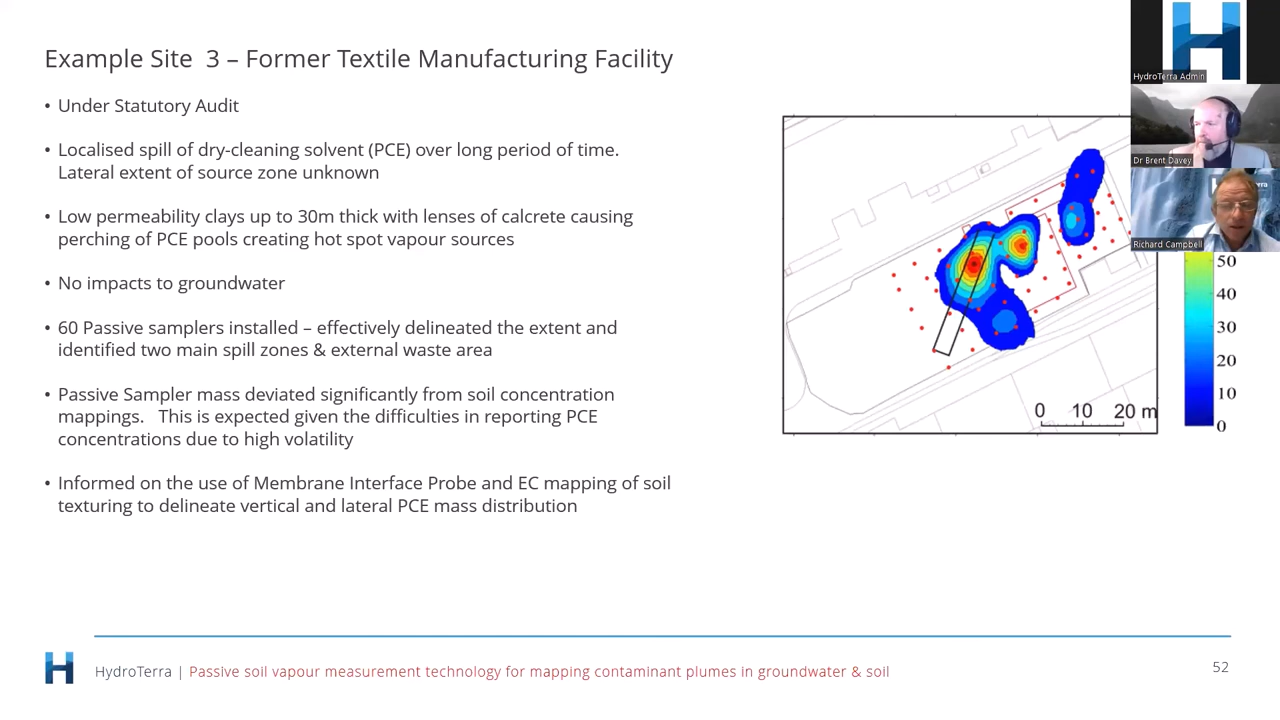 Example Site 3 – Former Textile Manufacturing Facility
• Under Statutory Audit
• Localised spill of dry-cleaning solvent (PCE) over long period of time.
Lateral extent of source zone unknown
• Low permeability clays up to 30m thick with lenses of calcrete causing
perching of PCE pools creating hot spot vapour sources
• No impacts to groundwater
• 60 Passive samplers installed – effectively delineated the extent and
identified two main spill zones & external waste area
• Passive Sampler mass deviated significantly from soil concentration
mappings. This is expected given the difficulties in reporting PCE
concentrations due to high volatility
• Informed on the use of Membrane Interface Probe and EC mapping of soil
texturing to delineate vertical and lateral PCE mass distribution
0 10 20 m
50
40
30
20
10
0
HydroTerra Admin
Dr Brent Davey
Richard Campbell
HydroTerra | Passive soil vapour measurement technology for mapping contaminant plumes in groundwater & soil
52